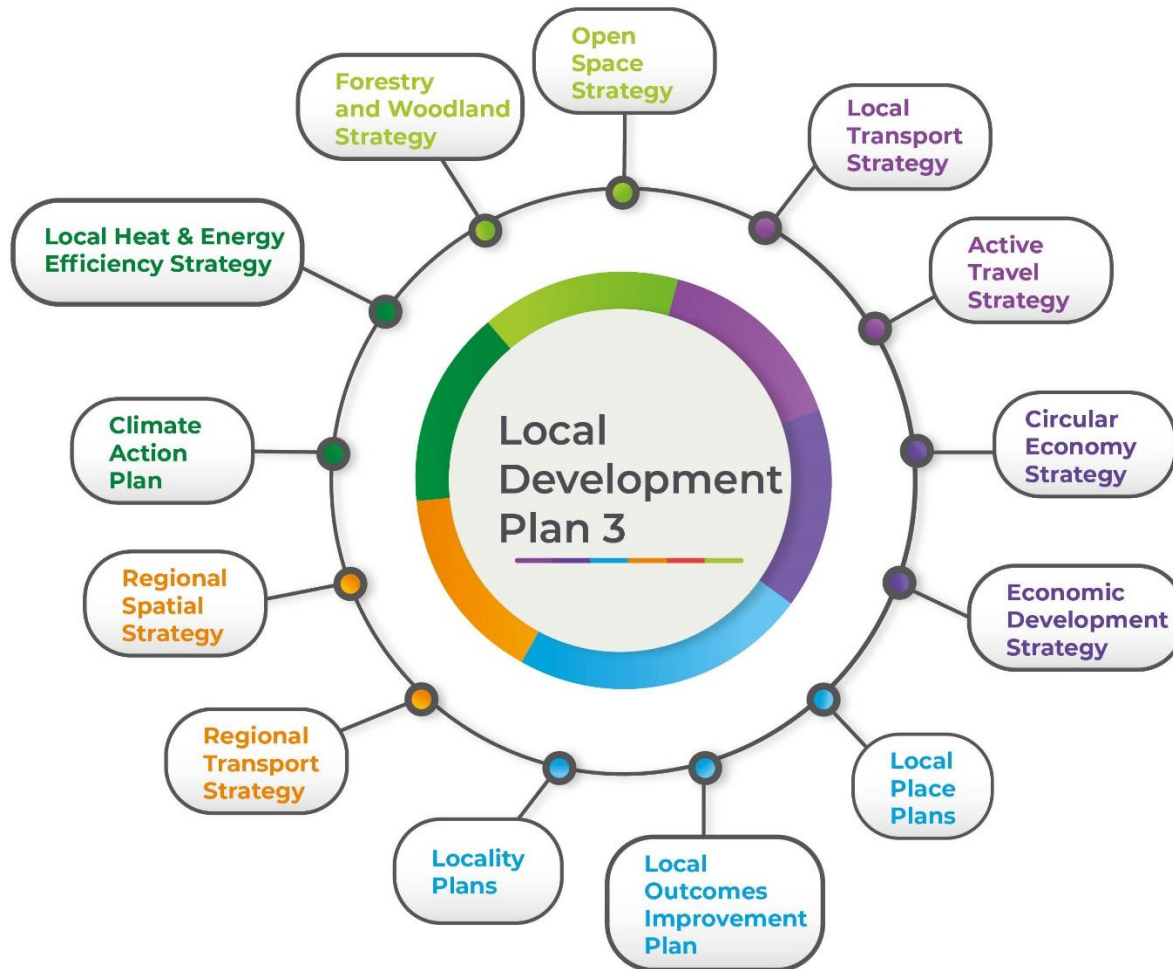 Open
Space
Strategy
Local
Transport
Strategy
Active
Travel
Strategy
Circular
Economy
Strategy
Economic
Development
Strategy
Local
Place
Plans
Local
Outcomes
Improvement
Plan
Locality
Plans
Regional
Transport
Strategy
Regional
Spatial
Strategy
Climate
Action
Plan
Local Heat & Energy
Efficiency Strategy
Forestry
and Woodland
Strategy
Local
Development
Plan 3